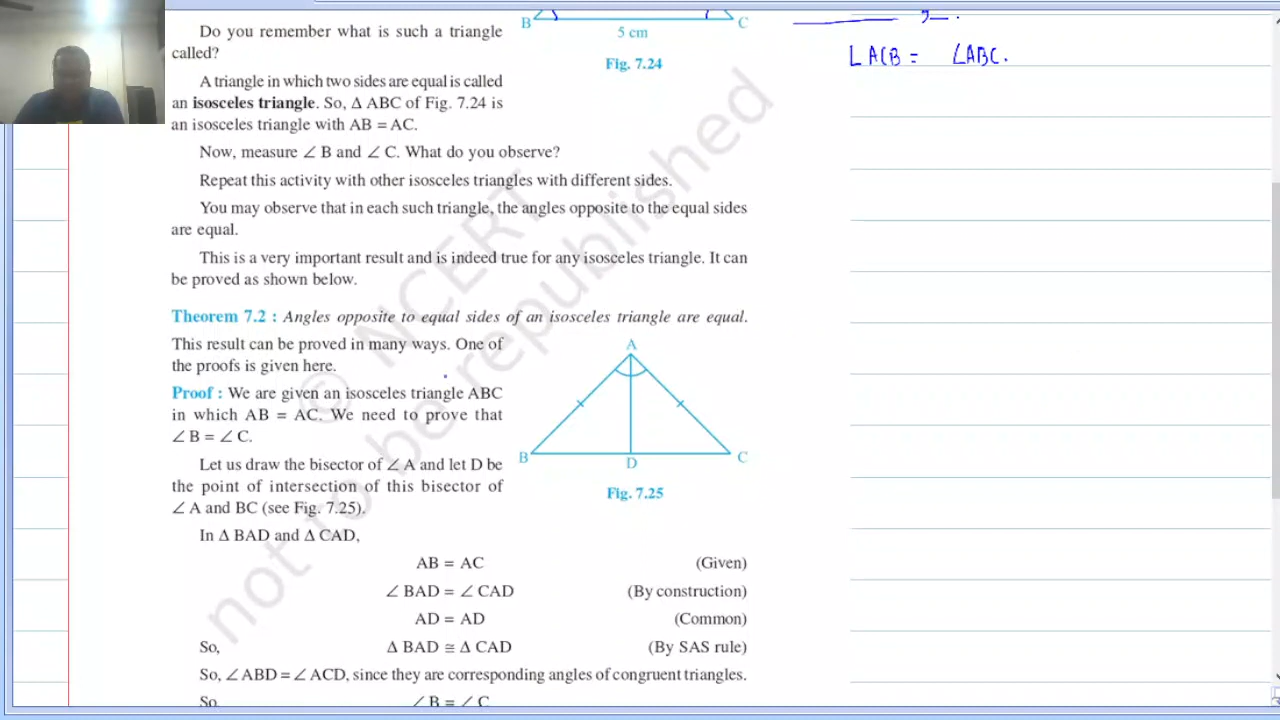 Do you remember what is such a triangle
called?
A triangle in which two sides are equal is called
an isosceles triangle. So, Δ ABC of Fig. 7.24 is
an isosceles triangle with AB = AC.
B C
5 cm
Fig. 7.24
∠ACB = ∠ABC.
Now, measure ∠ B and ∠ C. What do you observe?
Repeat this activity with other isosceles triangles with different sides.
You may observe that in each such triangle, the angles opposite to the equal sides
are equal.
This is a very important result and is indeed true for any isosceles triangle. It can
be proved as shown below.
Theorem 7.2 : Angles opposite to equal sides of an isosceles triangle are equal.
This result can be proved in many ways. One of
the proofs is given here.
Proof : We are given an isosceles triangle ABC
in which AB = AC. We need to prove that
∠ B = ∠ C.
Let us draw the bisector of ∠ A and let D be
the point of intersection of this bisector of
∠ A and BC (see Fig. 7.25).
A
B D C
Fig. 7.25
In Δ BAD and Δ CAD,
AB = AC (Given)
∠ BAD = ∠ CAD (By construction)
AD = AD (Common)
So, Δ BAD ≅ Δ CAD (By SAS rule)
So, ∠ ABD = ∠ ACD, since they are corresponding angles of congruent triangles.
So, ∠ B = ∠ C
© NCERT
not to be republished